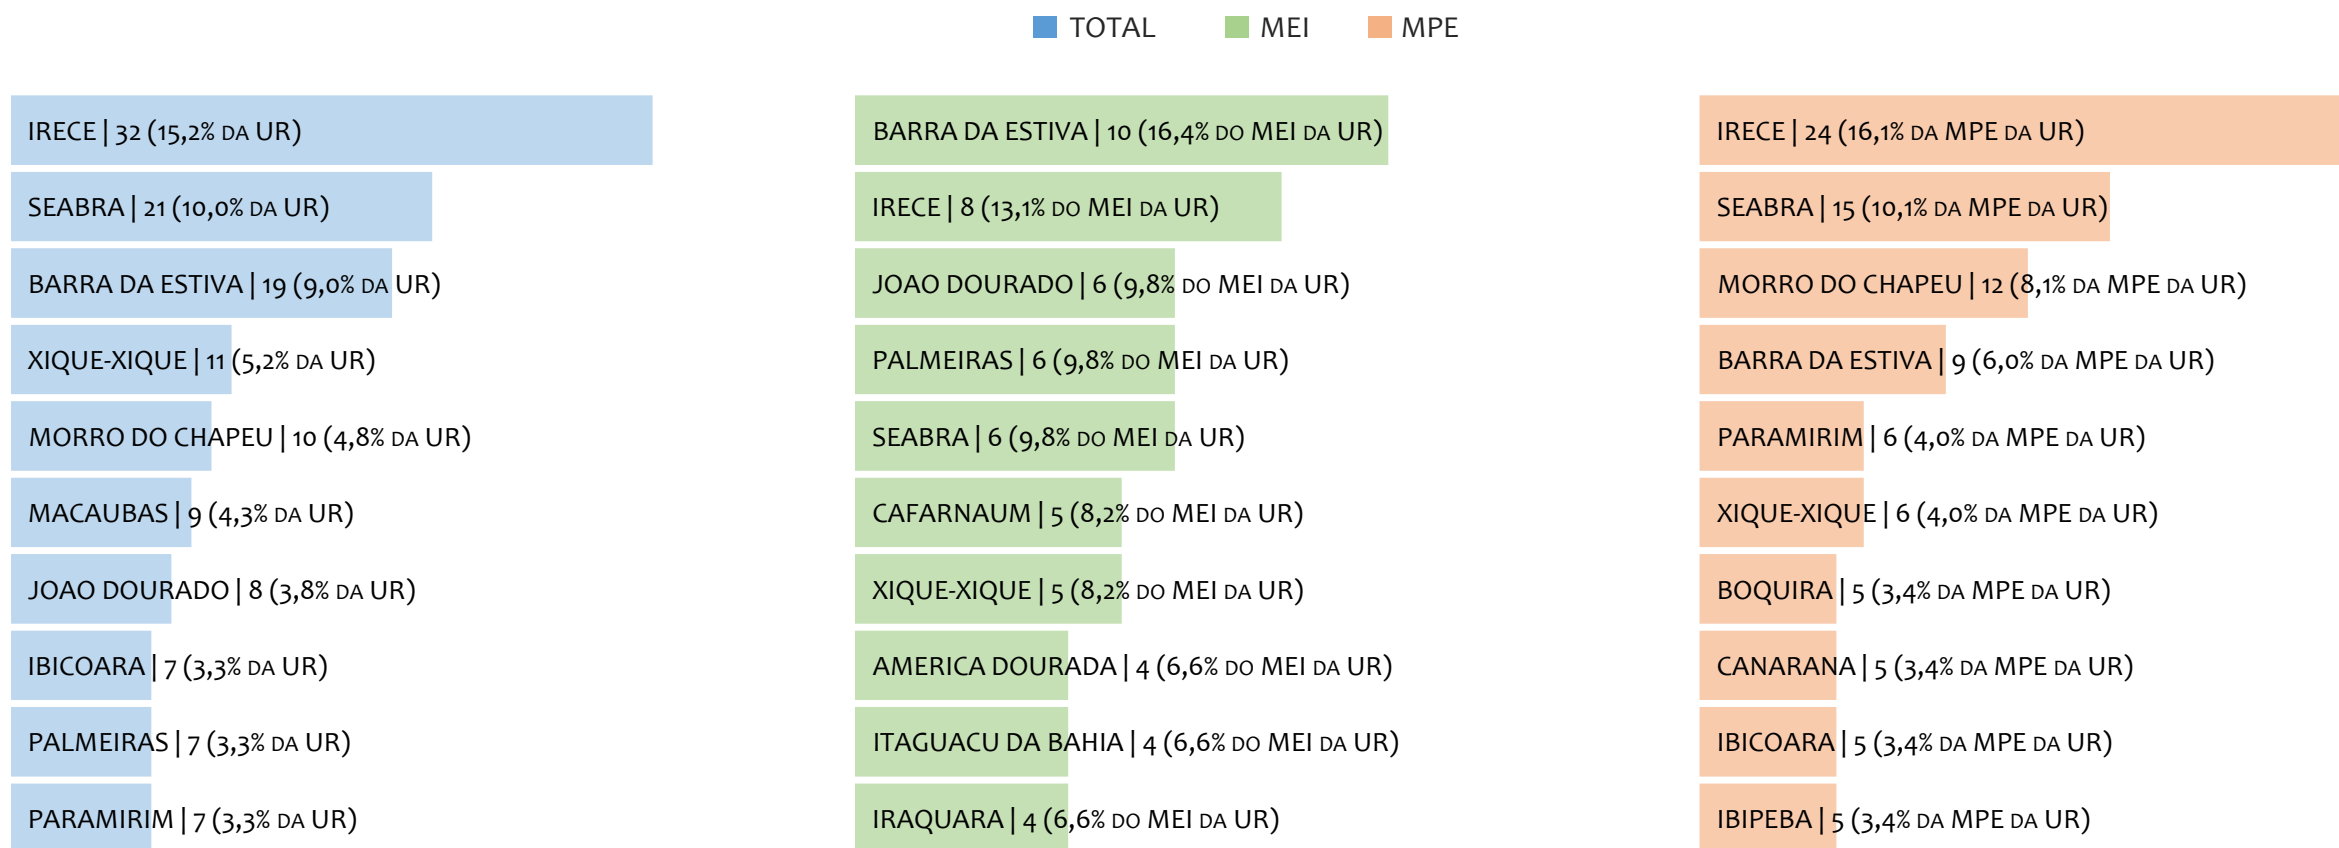 TOTAL MEI MPE
IRECE | 32 (15,2% DA UR)
SEABRA | 21 (10,0% DA UR)
BARRA DA ESTIVA | 19 (9,0% DA UR)
XIQUE-XIQUE | 11 (5,2% DA UR)
MORRO DO CHAPEU | 10 (4,8% DA UR)
MACAUBAS | 9 (4,3% DA UR)
JOAO DOURADO | 8 (3,8% DA UR)
IBICOARA | 7 (3,3% DA UR)
PALMEIRAS | 7 (3,3% DA UR)
PARAMIRIM | 7 (3,3% DA UR)
BARRA DA ESTIVA | 10 (16,4% DO MEI DA UR)
IRECE | 8 (13,1% DO MEI DA UR)
JOAO DOURADO | 6 (9,8% DO MEI DA UR)
PALMEIRAS | 6 (9,8% DO MEI DA UR)
SEABRA | 6 (9,8% DO MEI DA UR)
CAFARNAUM | 5 (8,2% DO MEI DA UR)
XIQUE-XIQUE | 5 (8,2% DO MEI DA UR)
AMERICA DOURADA | 4 (6,6% DO MEI DA UR)
ITAGUACU DA BAHIA | 4 (6,6% DO MEI DA UR)
IRAQUARA | 4 (6,6% DO MEI DA UR)
IRECE | 24 (16,1% DA MPE DA UR)
SEABRA | 15 (10,1% DA MPE DA UR)
MORRO DO CHAPEU | 12 (8,1% DA MPE DA UR)
BARRA DA ESTIVA | 9 (6,0% DA MPE DA UR)
PARAMIRIM | 6 (4,0% DA MPE DA UR)
XIQUE-XIQUE | 6 (4,0% DA MPE DA UR)
BOQUIRA | 5 (3,4% DA MPE DA UR)
CANARANA | 5 (3,4% DA MPE DA UR)
IBICOARA | 5 (3,4% DA MPE DA UR)
IBIPEBA | 5 (3,4% DA MPE DA UR)